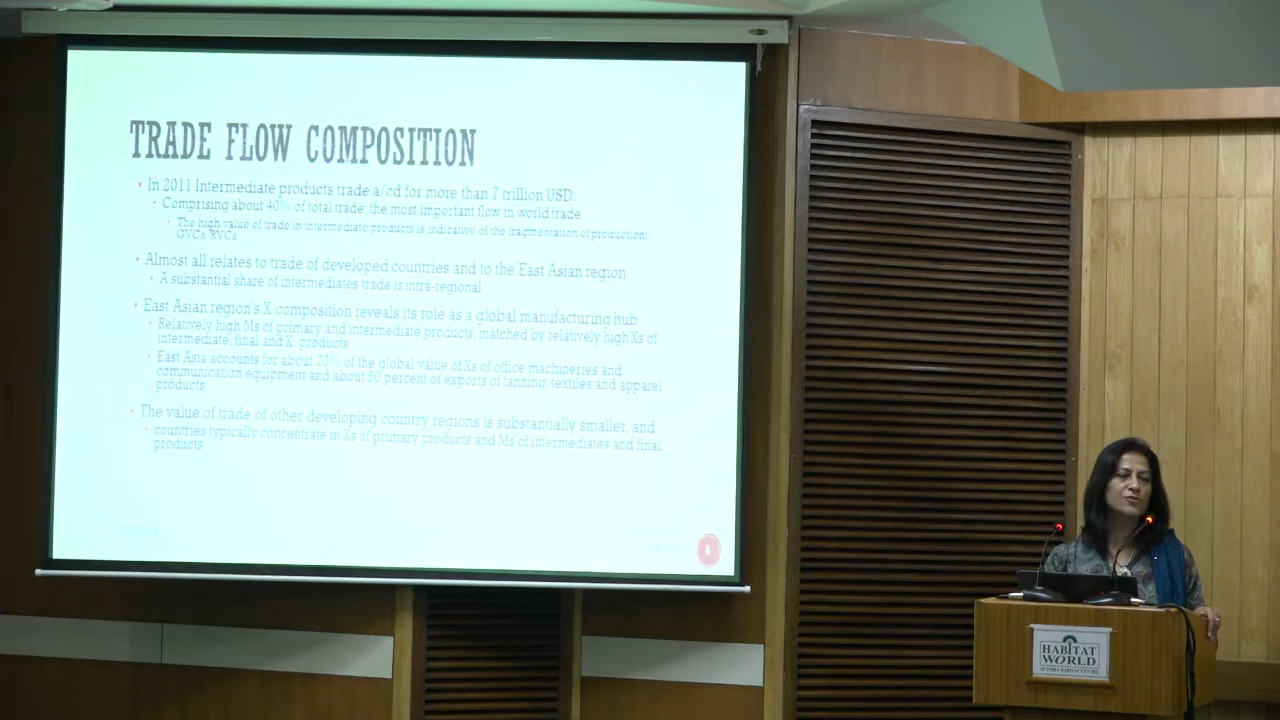 TRADE FLOW COMPOSITION
In 2011 Intermediate products trade a/cd for more than 7 trillion USD:
Comprising about 40% of total trade: the most important flow in world trade
The high value of trade in intermediate products is indicative of the fragmentation of production:
GVCs/RVCs
Almost all relates to trade of developed countries and to the East Asian region
A substantial share of intermediates trade is intra-regional
East Asian region's X composition reveals its role as a global manufacturing hub
Relatively high Ms of primary and intermediate products, matched by relatively high Xs of
intermediate, final and K products
East Asia accounts for about 70% of the global value of Xs of office machineries and
communication equipment and about 50 percent of exports of tanning, textiles and apparel
products
The value of trade of other developing country regions is substantially smaller, and
countries typically concentrate in Xs of primary products and Ms of intermediates and final
products
HABITAT
WORLD
AT INDIA HABITAT CENTRE